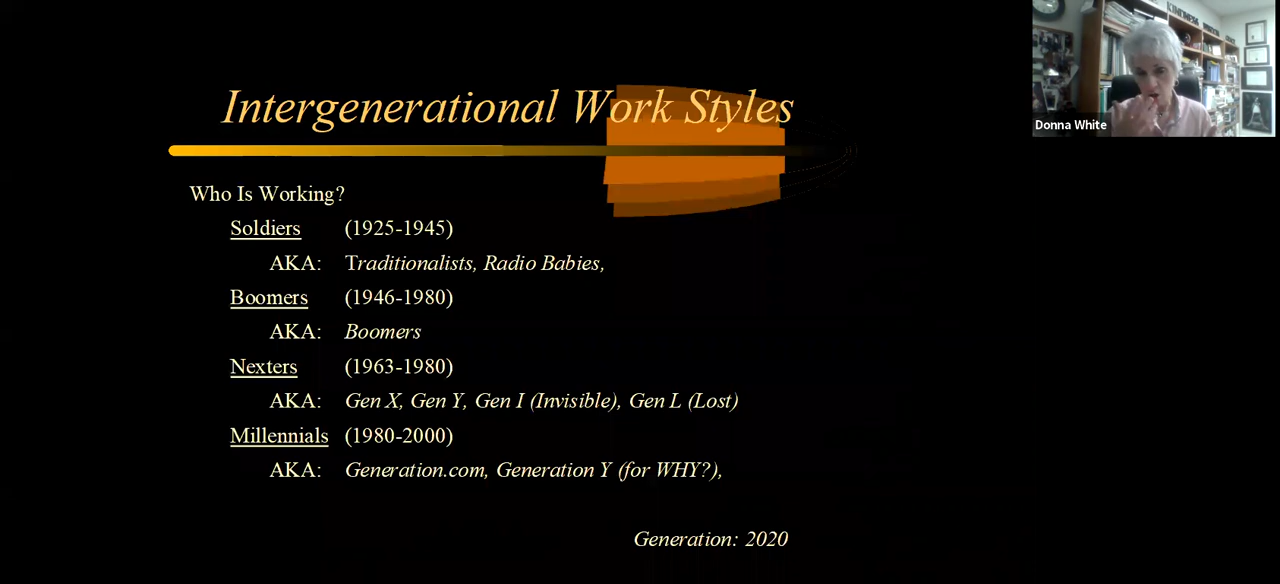 Intergenerational Work Styles
Who Is Working?
Soldiers (1925-1945)
AKA: Traditionalists, Radio Babies,
Boomers (1946-1980)
AKA: Boomers
Nexters (1963-1980)
AKA: Gen X, Gen Y, Gen I (Invisible), Gen L (Lost)
Millennials (1980-2000)
AKA: Generation.com, Generation Y (for WHY?),
Generation: 2020
KINDNESS
Donna White